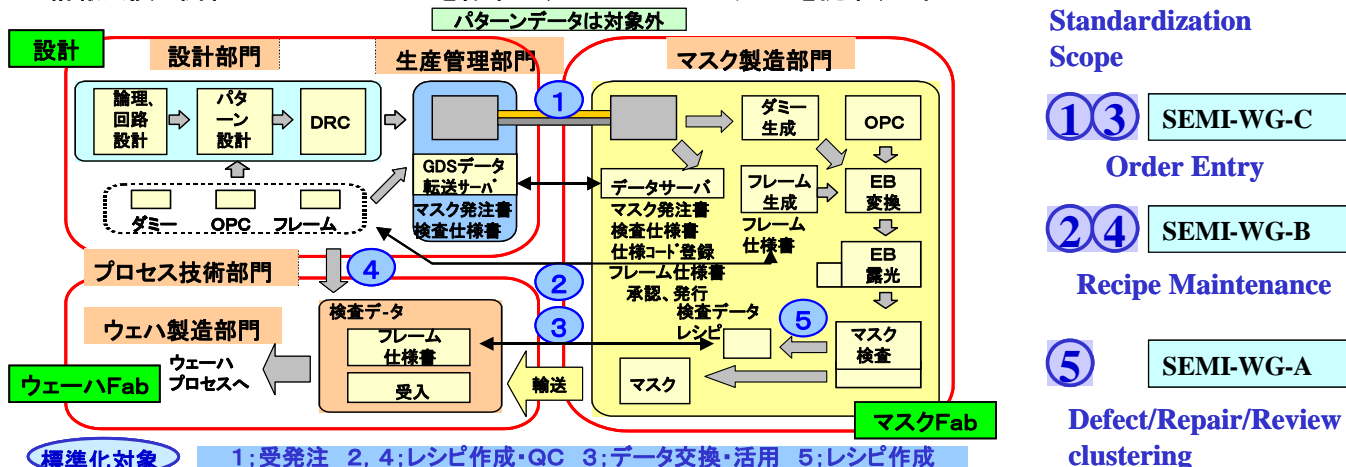 パターンデータは対象外
設計
設計部門
生産管理部門
マスク製造部門
論理、
回路
設計
パタ
ーン
設計
DRC
GDSデータ
転送サーバ
マスク発注書
検査仕様書
ダミー
OPC
フレーム
1
ダミー
生成
OPC
データサーバ
マスク発注書
検査仕様書
仕様コード登録
フレーム仕様書
承認、発行
フレーム
生成
フレーム
仕様書
EB
変換
EB
露光
検査データ
レシピ
5
マスク
検査
マスク
マスクFab
プロセス技術部門
4
2
3
ウェハ製造部門
ウェーハ
プロセスへ
ウェーハFab
検査データ
フレーム
仕様書
受入
輸送
標準化対象
1;受発注 2,4;レシピ作成・QC 3;データ交換・活用 5;レシピ作成
Standardization
Scope
1 3 SEMI-WG-C
Order Entry
2 4 SEMI-WG-B
Recipe Maintenance
5 SEMI-WG-A
Defect/Repair/Review
clustering